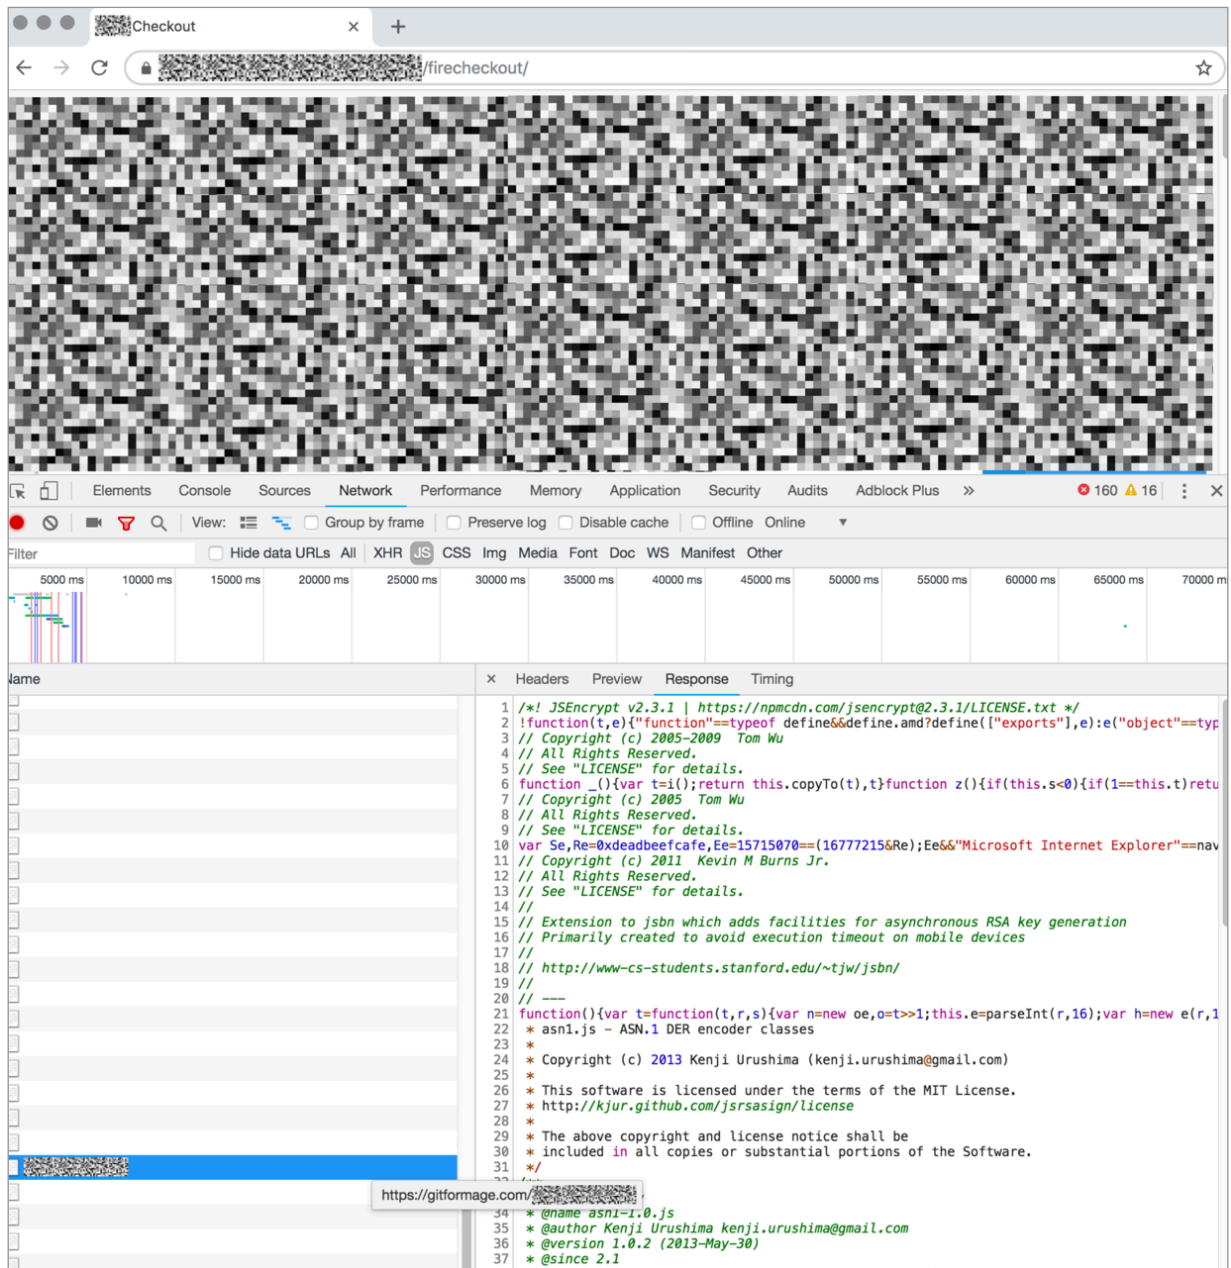 Checkout
/firecheckout/
Elements Console Sources Network Performance Memory Application Security Audits Adblock Plus » 160 16
View: Group by frame Preserve log Disable cache Offline Online
Filter Hide data URLs All XHR JS CSS Img Media Font Doc WS Manifest Other
5000 ms 10000 ms 15000 ms 20000 ms 25000 ms 30000 ms 35000 ms 40000 ms 45000 ms 50000 ms 55000 ms 60000 ms 65000 ms 70000 m
Name × Headers Preview Response Timing
1 /*! JSEncrypt v2.3.1 | https://npmcdn.com/jsencrypt@2.3.1/LICENSE.txt */
2 !function(t,e){"function"==typeof define&&define.amd?define(["exports"],e):e("object"==typ
3 // Copyright (c) 2005-2009  Tom Wu
4 // All Rights Reserved.
5 // See "LICENSE" for details.
6 function _(){var t=i();return this.copyTo(t),t}function z(){if(this.s<0){if(1==this.t)retu
7 // Copyright (c) 2005  Tom Wu
8 // All Rights Reserved.
9 // See "LICENSE" for details.
10 var Se,Re=0xdeadbeefcafe,Ee=15715070==(16777215&Re);Ee&&"Microsoft Internet Explorer"==nav
11 // Copyright (c) 2011  Kevin M Burns Jr.
12 // All Rights Reserved.
13 // See "LICENSE" for details.
14 //
15 // Extension to jsbn which adds facilities for asynchronous RSA key generation
16 // Primarily created to avoid execution timeout on mobile devices
17 //
18 // http://www-cs-students.stanford.edu/~tjw/jsbn/
19 //
20 // ---
21 function(){var t=function(t,r,s){var n=new oe,o=t>>1;this.e=parseInt(r,16);var h=new e(r,1
22 * asn1.js - ASN.1 DER encoder classes
23 *
24 * Copyright (c) 2013 Kenji Urushima (kenji.urushima@gmail.com)
25 *
26 * This software is licensed under the terms of the MIT License.
27 * http://kjur.github.com/jsrsasign/license
28 *
29 * The above copyright and license notice shall be
30 * included in all copies or substantial portions of the Software.
31 */
https://gitformage.com/
34 * @name asn1-1.0.js
35 * @author Kenji Urushima kenji.urushima@gmail.com
36 * @version 1.0.2 (2013-May-30)
37 * @since 2.1